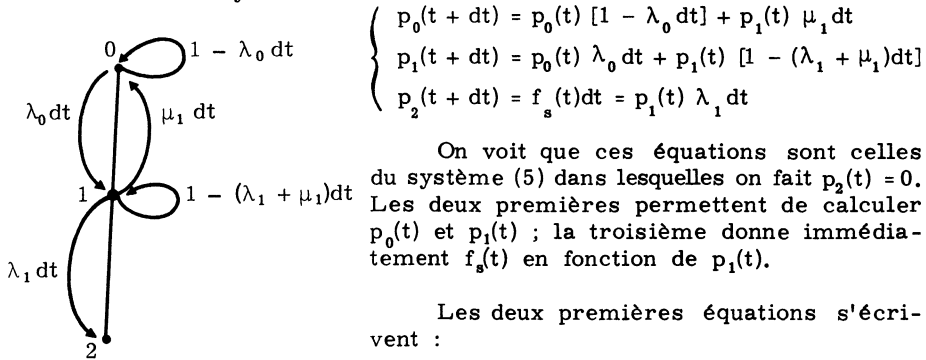 0
1 - λ₀ dt
λ₀dt
μ₁ dt
1
1 - (λ₁ + μ₁)dt
λ₁ dt
2
p₀(t + dt) = p₀(t) [1 - λ₀ dt] + p₁(t) μ₁dt
p₁(t + dt) = p₀(t) λ₀ dt + p₁(t) [1 - (λ₁ + μ₁)dt]
p₂(t + dt) = fₛ(t)dt = p₁(t) λ₁ dt
On voit que ces équations sont celles
du système (5) dans lesquelles on fait p₂(t) = 0.
Les deux premières permettent de calculer
p₀(t) et p₁(t) ; la troisième donne immédia-
tement fₛ(t) en fonction de p₁(t).
Les deux premières équations s'écri-
vent :